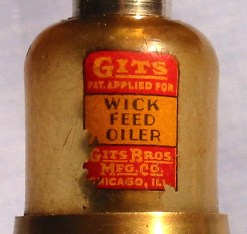 GITS
PAT. APPLIED FOR
WICK
FEED
OILER
GITS BROS.
MFG. CO.
CHICAGO, ILL